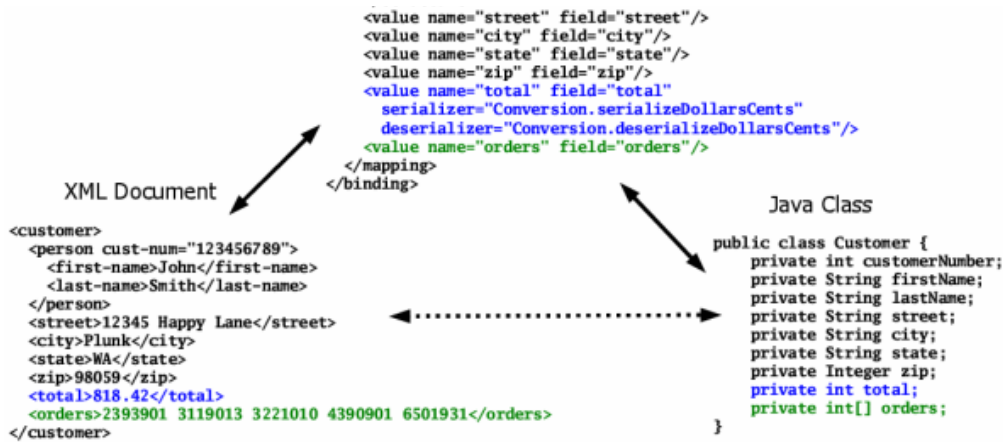 <value name="street" field="street"/>
<value name="city" field="city"/>
<value name="state" field="state"/>
<value name="zip" field="zip"/>
<value name="total" field="total"
serializer="Conversion.serializeDollarsCents"
deserializer="Conversion.deserializeDollarsCents"/>
<value name="orders" field="orders"/>
</mapping>
</binding>
XML Document
<customer>
<person cust-num="123456789">
<first-name>John</first-name>
<last-name>Smith</last-name>
</person>
<street>12345 Happy Lane</street>
<city>Plunk</city>
<state>WA</state>
<zip>98059</zip>
<total>818.42</total>
<orders>2393901 3119013 3221010 4390901 6501931</orders>
</customer>
Java Class
public class Customer {
private int customerNumber;
private String firstName;
private String lastName;
private String street;
private String city;
private String state;
private Integer zip;
private int total;
private int[] orders;
}